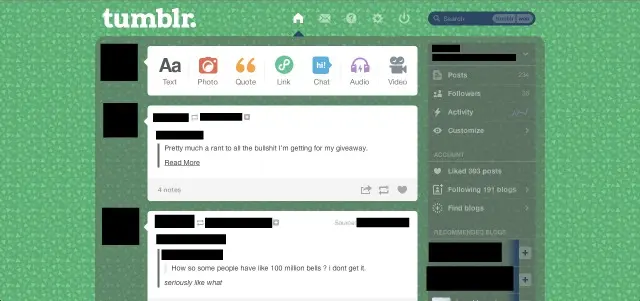 tumblr.
Search
tumblr web
Aa
hi!
Text Photo Quote Link Chat Audio Video
Posts
Followers
Activity
Customize
Pretty much a rant to all the bullshit I'm getting for my giveaway.
Read More
4 notes
ACCOUNT
Liked 393 posts
Following 191 blogs
Find blogs
Source:
RECOMMENDED BLOGS
How so some people have like 100 million bells ? i dont get it.
seriously like what